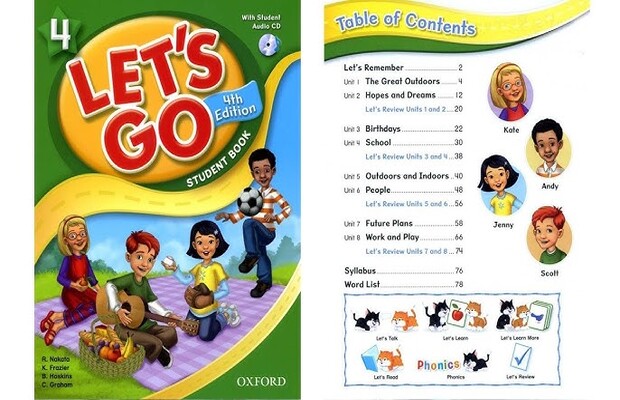 4
With Student
Audio CD
LET'S
GO
4th
Edition
STUDENT BOOK
R. Nakata
K. Frazier
B. Hoskins
C. Graham
OXFORD
Table of Contents
Let's Remember 2
Unit 1 The Great Outdoors 4
Unit 2 Hopes and Dreams 12
Let's Review Units 1 and 2 20
Kate
Unit 3 Birthdays 22
Unit 4 School 30
Let's Review Units 3 and 4 38
Andy
Unit 5 Outdoors and Indoors 40
Unit 6 People 48
Let's Review Units 5 and 6 56
Jenny
Unit 7 Future Plans 58
Unit 8 Work and Play 66
Let's Review Units 7 and 8 74
Scott
Syllabus 76
Word List 78
Let's Talk
Let's Learn
Let's Learn More
Let's Read
Phonics
Phonics
Let's Review